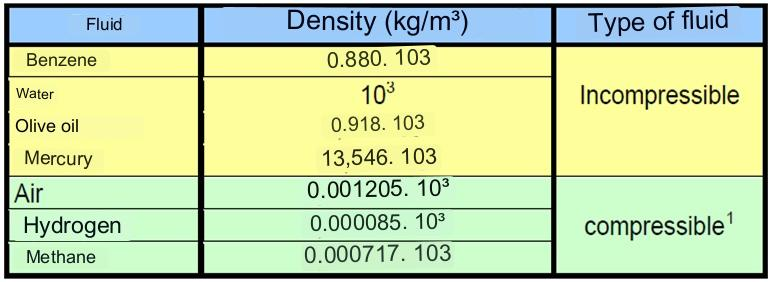 Fluid Density (kg/m³) Type of fluid
Benzene 0.880. 103
Water 10³ Incompressible
Olive oil 0.918. 103
Mercury 13,546. 103
Air 0.001205. 10³
Hydrogen 0.000085. 10³ compressible¹
Methane 0.000717. 103